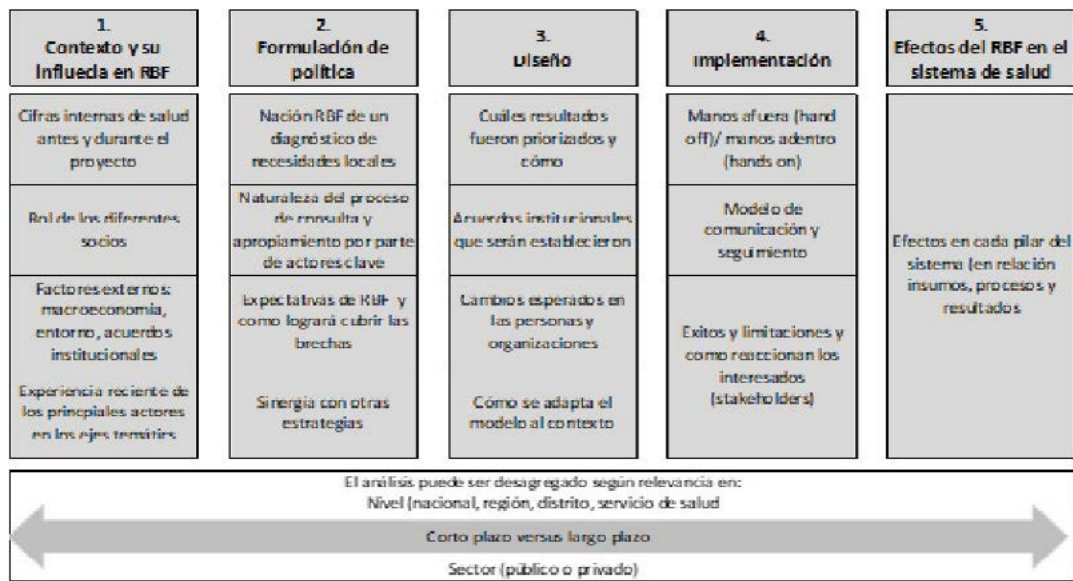 1.
Contexto y su
Influecia en RBF
Cifras internas de salud
antes y durante el
proyecto
Rol de los diferentes
socios
Factores externos:
macroeconomía,
entorno, acuerdos
institucionales
Experiencia reciente de
los principiales actores
en los ejes temátics
2.
Formulación de
política
Nación RBF de un
diagnóstico de
necesidades locales
Naturaleza del proceso
de consulta y
apropiamiento por parte
de actores clave
Expectativas de RBF y
como logrará cubrir las
brechas
Sinergía con otras
estrategias
3.
Diseño
Cuáles resultados
fueron priorizados y
cómo
Acuerdos institucionales
que serán establecieron
Cambios esperados en
las personas y
organizaciones
Cómo se adapta el
modelo al contexto
4.
Implementación
Manos afuera (hand
off)/ manos adentro
(hands on)
Modelo de
comunicación y
seguimiento
Exitos y limitaciones y
como reaccionan los
interesados
(stakeholders)
5.
Efectos del RBF en el
sistema de salud
Efectos en cada pilar del
sistema (en relación
insumos, procesos y
resultados
El análisis puede ser desagregado según relevancia en:
Nivel (nacional, región, distrito, servicio de salud
Corto plazo versus largo plazo
Sector (público o privado)